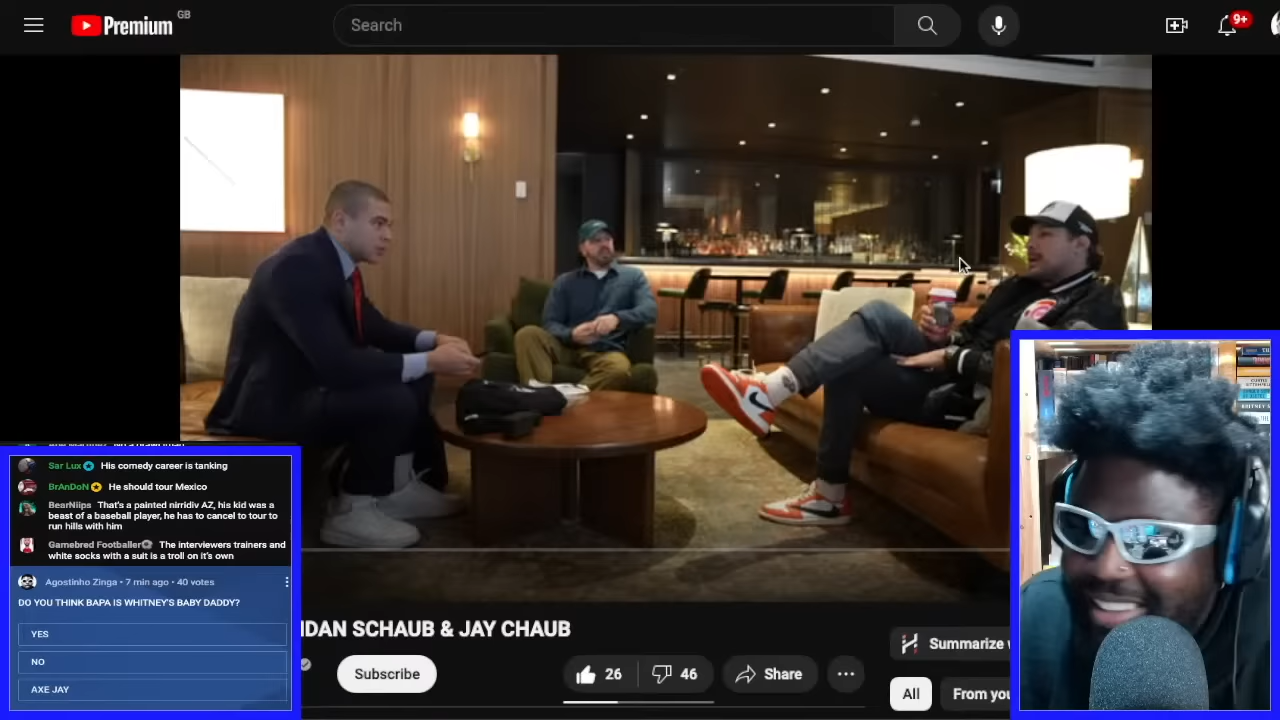 Premium GB
Search
9+
Sar Lux His comedy career is tanking
BrAnDoN He should tour Mexico
BearNiips That's a painted nirridiv AZ, his kid was a
beast of a baseball player, he has to cancel to tour to
run hills with him
Gamebred Footballer The interviewers trainers and
white socks with a suit is a troll on it's own
Agostinho Zinga • 7 min ago • 40 votes
DO YOU THINK BAPA IS WHITNEY'S BABY DADDY?
YES
NO
AXE JAY
IDAN SCHAUB & JAY CHAUB
Subscribe
26
46
Share
Summarize
All
From you